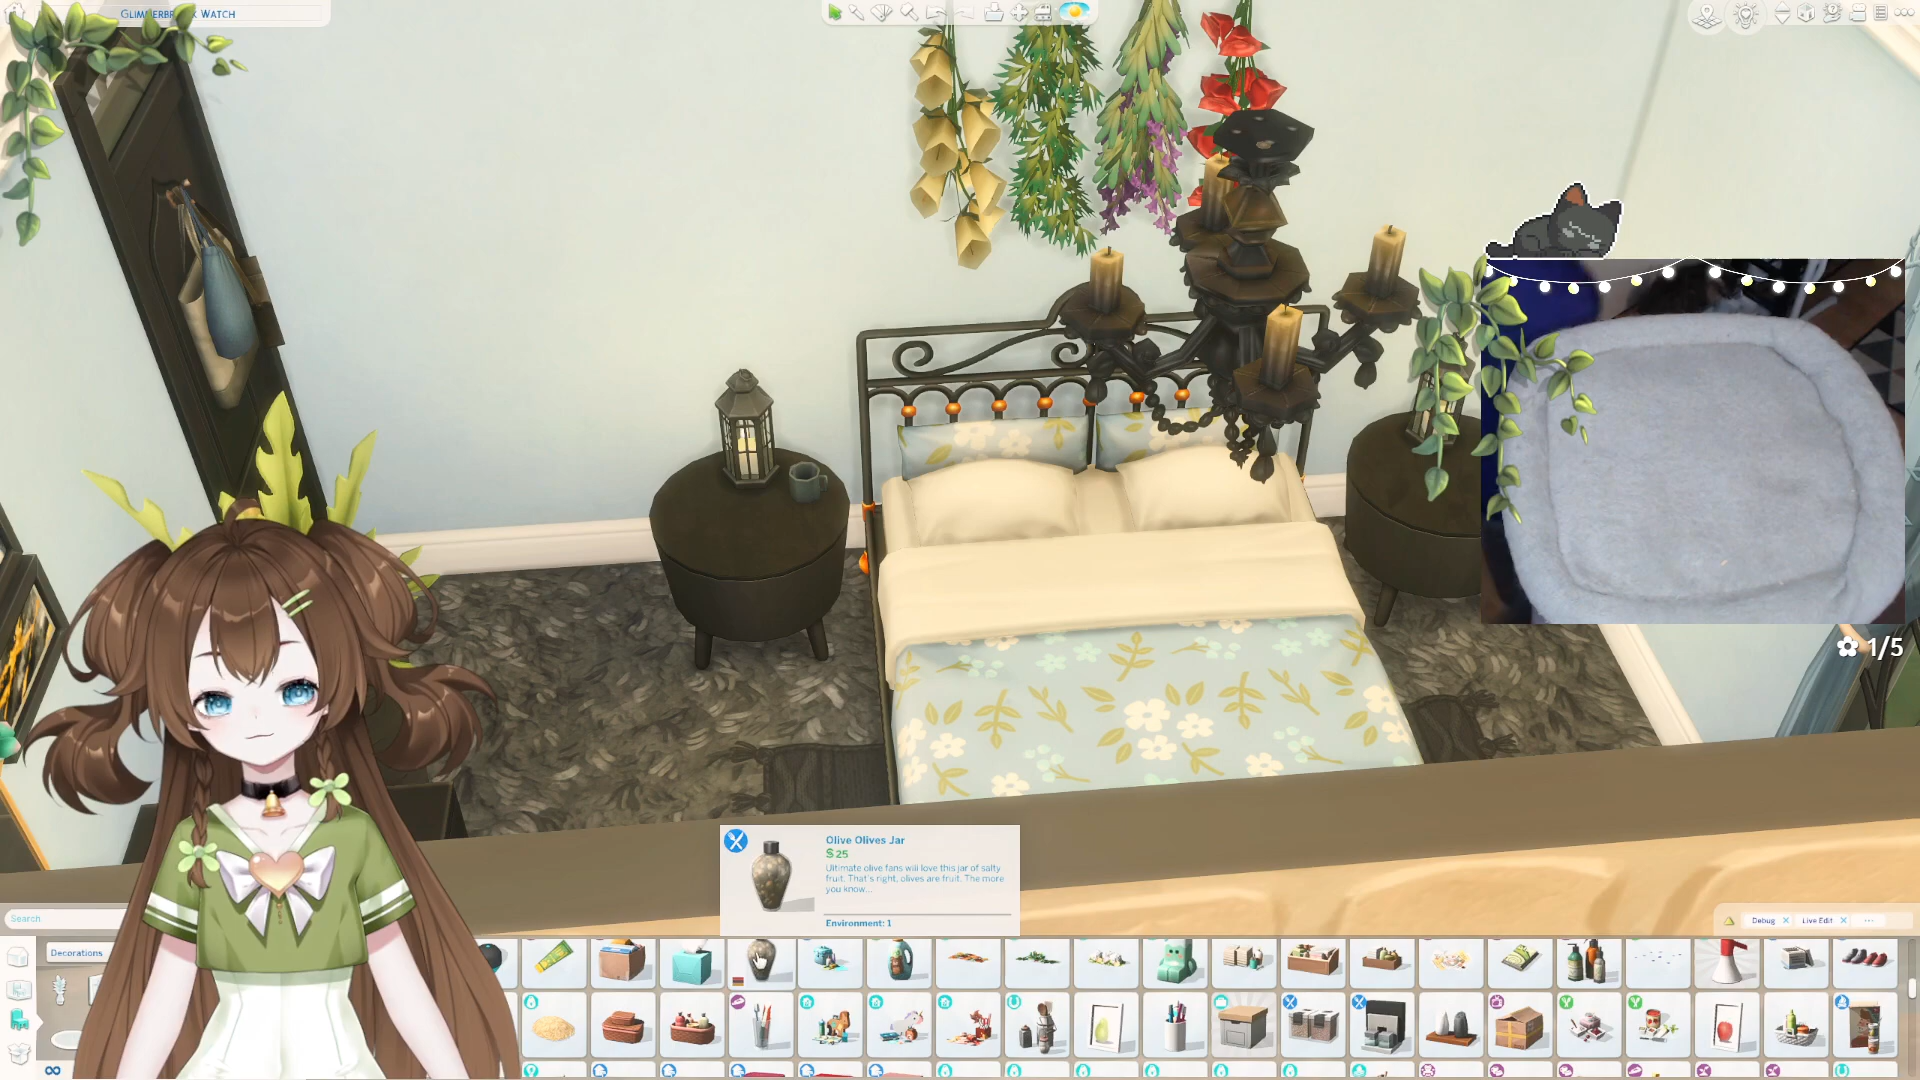 Glimmerbrook Watch
1/5
Olive Olives Jar
§25
Ultimate olive fans will love this jar of salty
fruit. That's right, olives are fruit. The more
you know...
Environment: 1
Search
Debug
Live Edit
Decorations